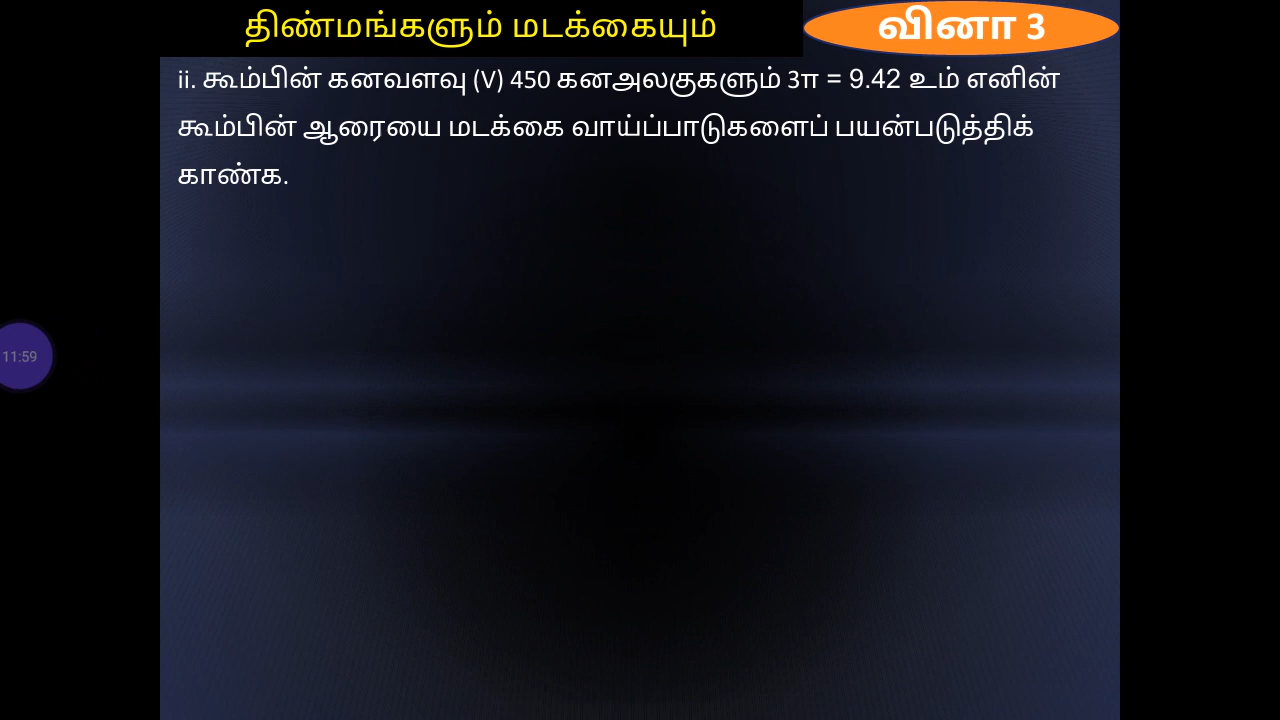 திண்மங்களும் மடக்கையும்
வினா 3
ii. கூம்பின் கனவளவு (V) 450 கனஅலகுகளும் 3π = 9.42 உம் எனின்
கூம்பின் ஆரையை மடக்கை வாய்ப்பாடுகளைப் பயன்படுத்திக்
காண்க.
11:59